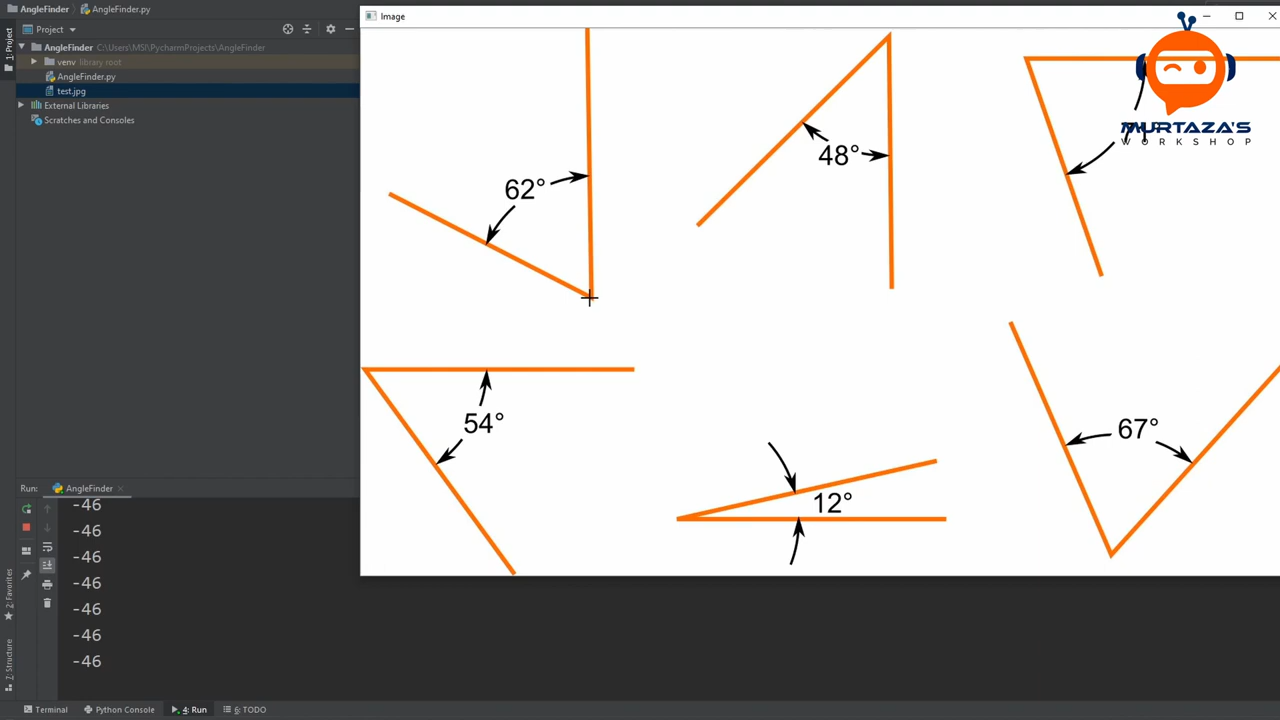 AngleFinder
AngleFinder.py
Image
Project
AngleFinder C:\Users\MSI\PycharmProjects\AngleFinder
venv library root
AngleFinder.py
test.jpg
External Libraries
Scratches and Consoles
1: Project
MURTAZA'S
WORKSHOP
62°
48°
54°
12°
67°
Run: AngleFinder
-46
-46
-46
-46
-46
-46
-46
2: Favorites
7: Structure
Terminal
Python Console
4: Run
6: TODO